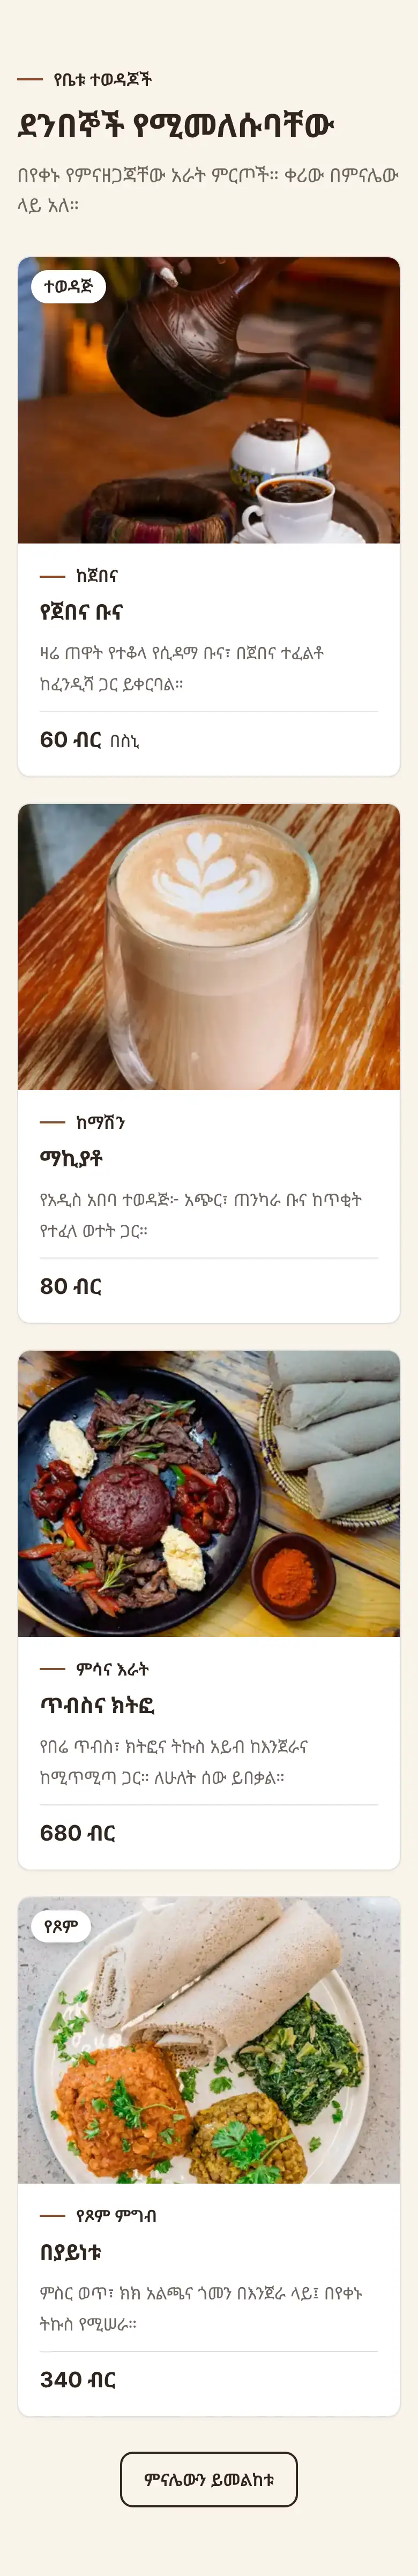 የቤቱ ተወዳጆች
ደንበኞች የሚመለሱባቸው
በየቀኑ የምናዘጋጃቸው አራት ምርጦች። ቀሪው በምናሌው
ላይ አለ።
ተወዳጅ
ከጀበና
የጀበና ቡና
ዛሬ ጠዋት የተቆላ የሲዳማ ቡና፣ በጀበና ተፈልቶ
ከፈንዲሻ ጋር ይቀርባል።
60 ብር በስኒ
ከማሽን
ማኪያቶ
የአዲስ አበባ ተወዳጅ፦ አጭር፣ ጠንካራ ቡና ከጥቂት
የተፈላ ወተት ጋር።
80 ብር
ምሳና እራት
ጥብስና ክትፎ
የበሬ ጥብስ፣ ክትፎና ትኩስ አይብ ከእንጀራና
ከሚጥሚጣ ጋር። ለሁለት ሰው ይበቃል።
680 ብር
የጾም
የጾም ምግብ
በያይነቱ
ምስር ወጥ፣ ክክ አልጫና ጎመን በእንጀራ ላይ፤ በየቀኑ
ትኩስ የሚሠራ።
340 ብር
ምናሌውን ይመልከቱ